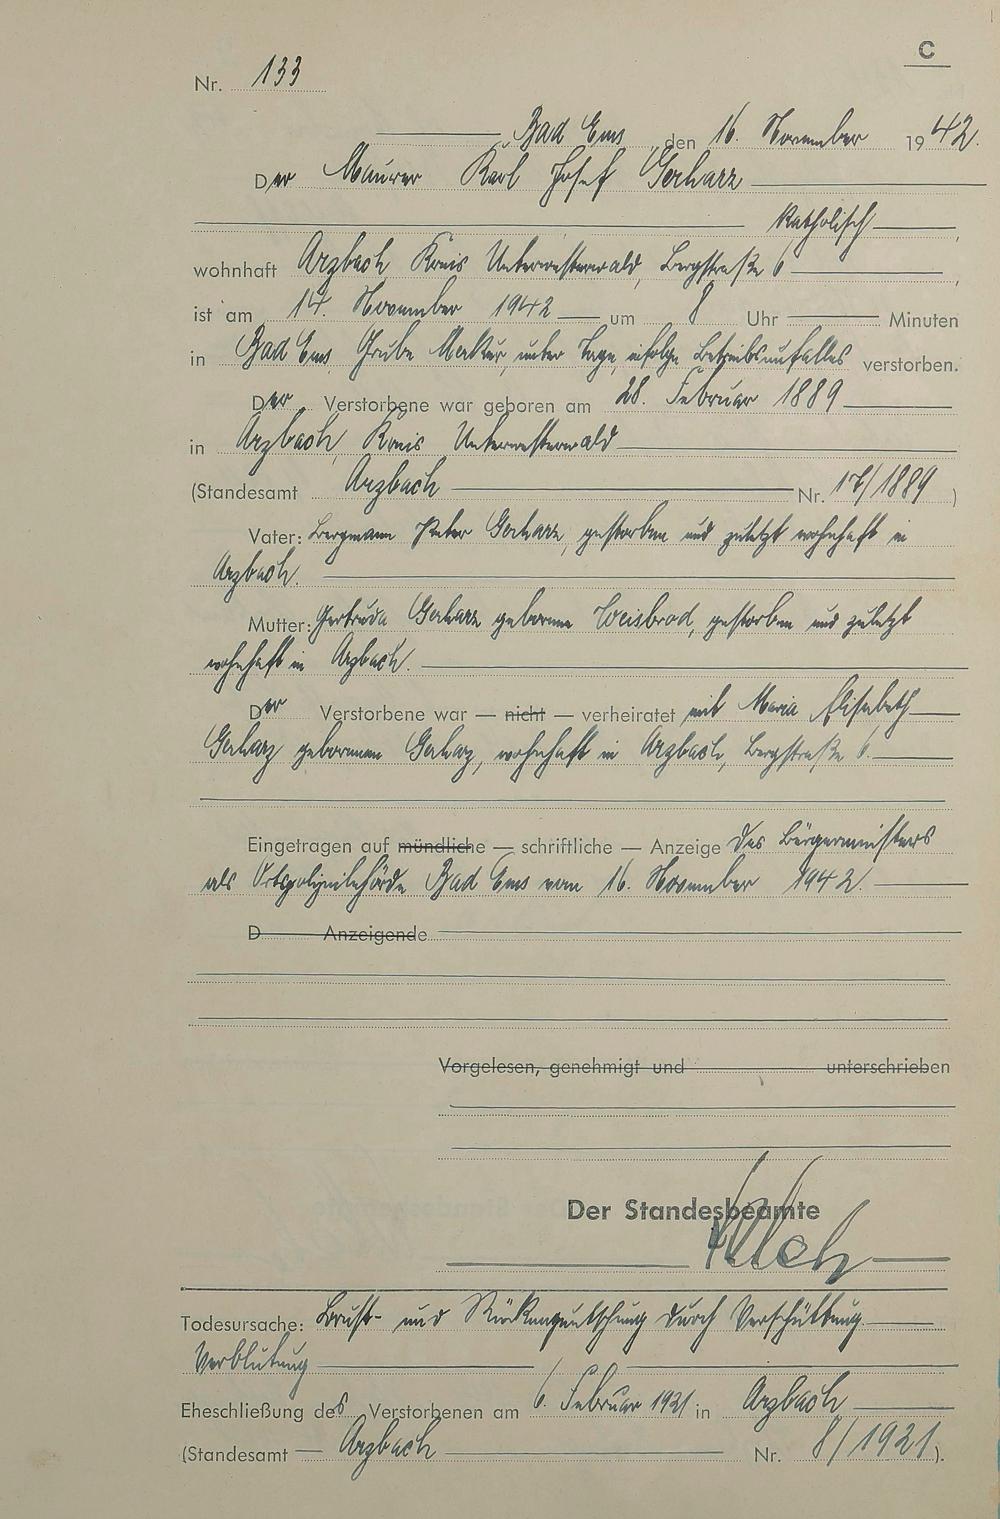 C
Nr. 133
Bad Ems, den 16. November 1942.
Der Maurer Karl Josef Gerharz
Katholisch,
wohnhaft Arzbach, Kreis Unterwesterwald, Bergstraße 6,
ist am 14. November 1942 um 8 Uhr Minuten
in Bad Ems, Grube Merkur, unter Tage, infolge Betriebsunfalles verstorben.
Der Verstorbene war geboren am 28. Februar 1889
in Arzbach, Kreis Unterwesterwald
(Standesamt Arzbach Nr. 17/1889)
Vater: Bergmann Peter Gerharz, gestorben und zuletzt wohnhaft in
Arzbach.
Mutter: Gertruda Gerharz geborene Weisbrod, gestorben und zuletzt
wohnhaft in Arzbach.
Der Verstorbene war — nicht — verheiratet mit Maria Elisabeth
Gerharz geborenen Gerharz, wohnhaft in Arzbach, Bergstraße 6.
Eingetragen auf mündliche — schriftliche — Anzeige des Bürgermeisters
als Ortspolizeibehörde Bad Ems vom 16. November 1942.
D Anzeigende
Vorgelesen, genehmigt und unterschrieben
Der Standesbeamte
Todesursache: Brust- und Rückenquetschung durch Verschüttung
Verblutung
Eheschließung des Verstorbenen am 6. Februar 1921 in Arzbach
(Standesamt Arzbach Nr. 8/1921).